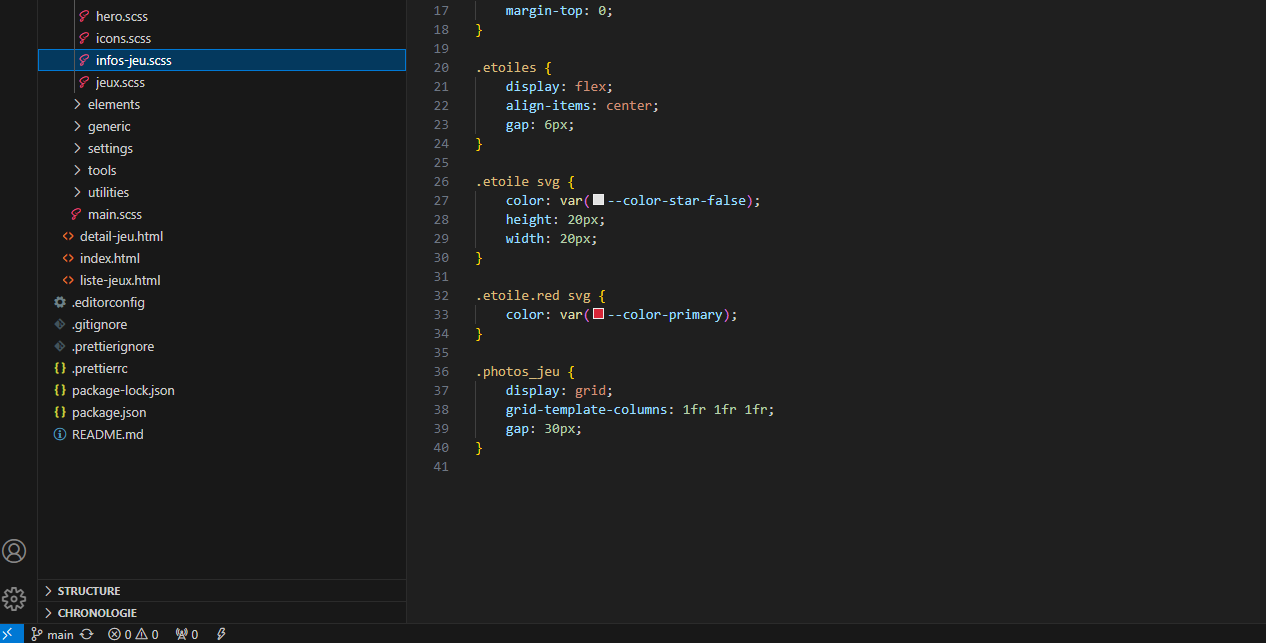 hero.scss
icons.scss
infos-jeu.scss
jeux.scss
elements
generic
settings
tools
utilities
main.scss
detail-jeu.html
index.html
liste-jeux.html
.editorconfig
.gitignore
.prettierignore
.prettierrc
package-lock.json
package.json
README.md
STRUCTURE
CHRONOLOGIE
17 margin-top: 0;
18 }
19
20 .etoiles {
21 display: flex;
22 align-items: center;
23 gap: 6px;
24 }
25
26 .etoile svg {
27 color: var(--color-star-false);
28 height: 20px;
29 width: 20px;
30 }
31
32 .etoile.red svg {
33 color: var(--color-primary);
34 }
35
36 .photos_jeu {
37 display: grid;
38 grid-template-columns: 1fr 1fr 1fr;
39 gap: 30px;
40 }
41
main 0 0 0